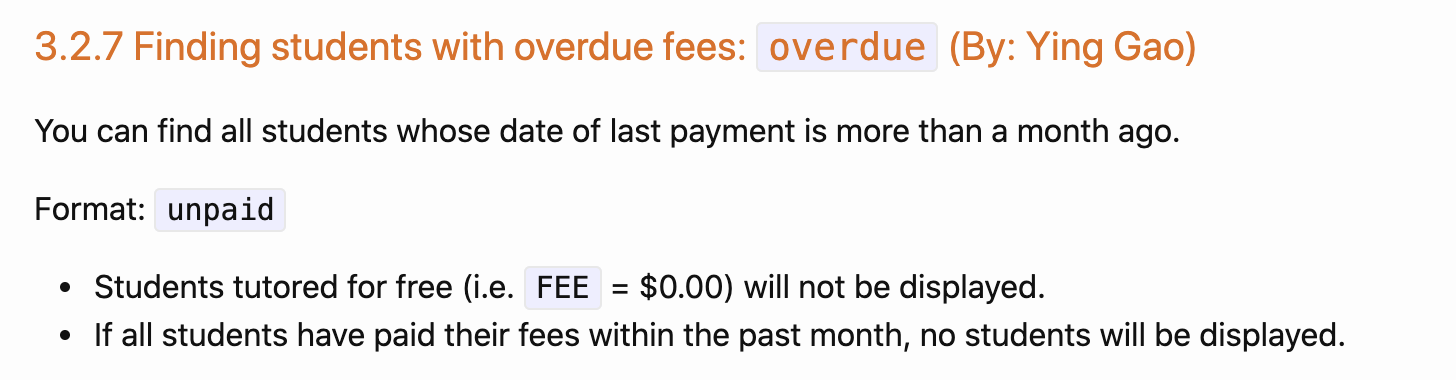 3.2.7 Finding students with overdue fees: overdue (By: Ying Gao)
You can find all students whose date of last payment is more than a month ago.
Format: unpaid
• Students tutored for free (i.e. FEE = $0.00) will not be displayed.
• If all students have paid their fees within the past month, no students will be displayed.